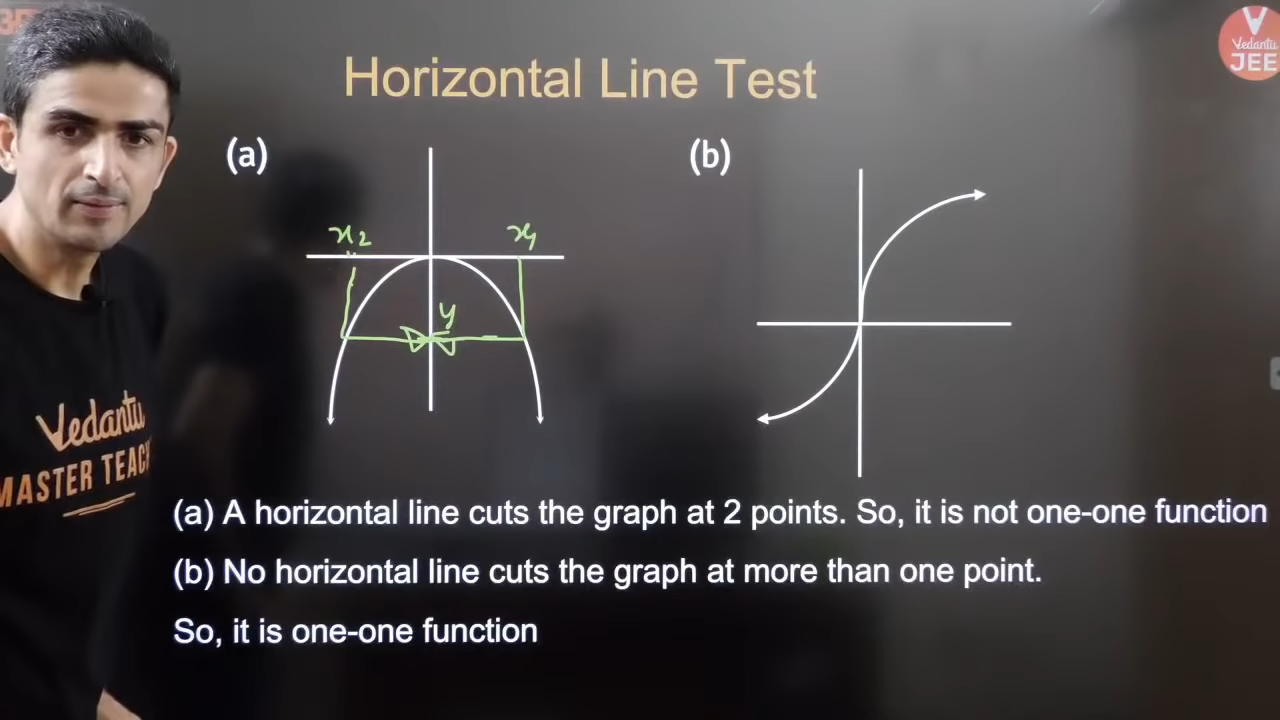 Horizontal Line Test
Vedantu
JEE
(a)
(b)
x2
x1
y
Vedantu
MASTER TEACH
(a) A horizontal line cuts the graph at 2 points. So, it is not one-one function
(b) No horizontal line cuts the graph at more than one point.
So, it is one-one function